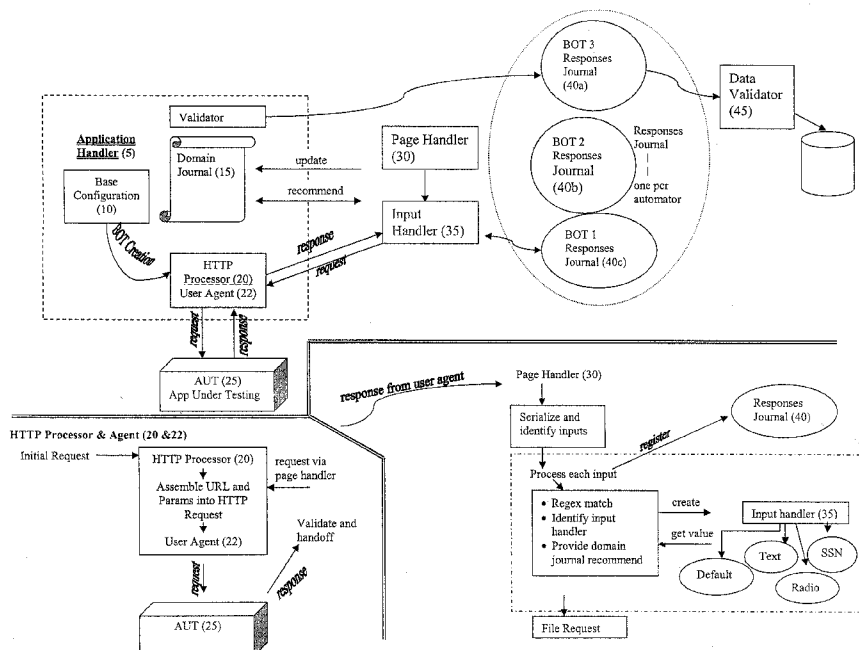 BOT 3
Responses
Journal
(40a)
Data
Validator
(45)
Validator
Application
Handler (5)
Domain
Journal (15)
Page Handler
(30)
update
recommend
Base
Configuration
(10)
BOT 2
Responses
Journal
(40b)
Responses
Journal
one per
automator
Input
Handler (35)
BOT 1
Responses
Journal (40c)
BOT Creation
response
request
HTTP
Processor (20)
User Agent (22)
request
response
AUT (25)
App Under Testing
response from user agent
Page Handler (30)
Serialize and
identify inputs
Responses
Journal (40)
register
HTTP Processor & Agent (20 &22)
Initial Request
HTTP Processor (20)
Assemble URL and
Params into HTTP
Request
User Agent (22)
request via
page handler
Validate and
handoff
request
response
AUT (25)
Process each input
• Regex match
• Identify input
handler
• Provide domain
journal recommend
create
get value
Input handler (35)
Default
Text
Radio
SSN
File Request